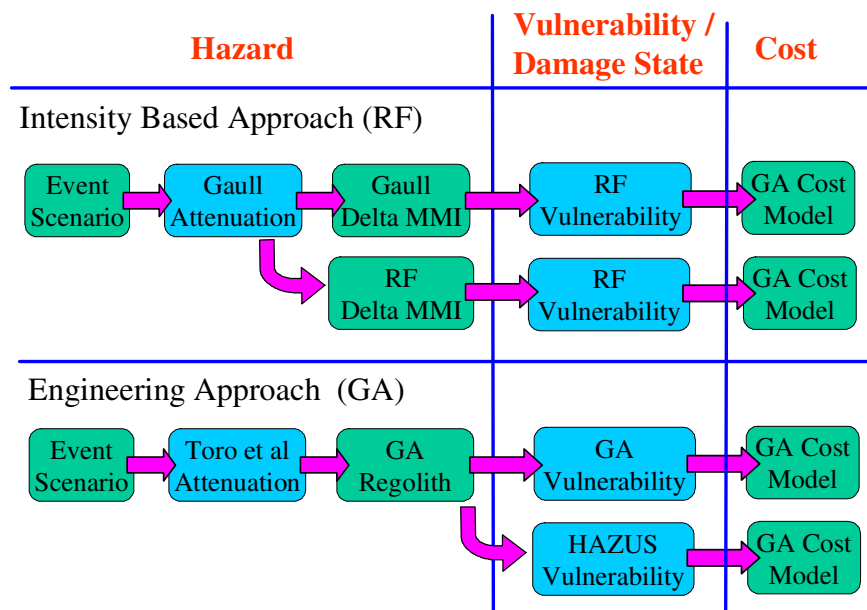 Hazard
Vulnerability /
Damage State
Cost
Intensity Based Approach (RF)
Event
Scenario
Gaull
Attenuation
Gaull
Delta MMI
RF
Vulnerability
GA Cost
Model
RF
Delta MMI
RF
Vulnerability
GA Cost
Model
Engineering Approach (GA)
Event
Scenario
Toro et al
Attenuation
GA
Regolith
GA
Vulnerability
GA Cost
Model
HAZUS
Vulnerability
GA Cost
Model